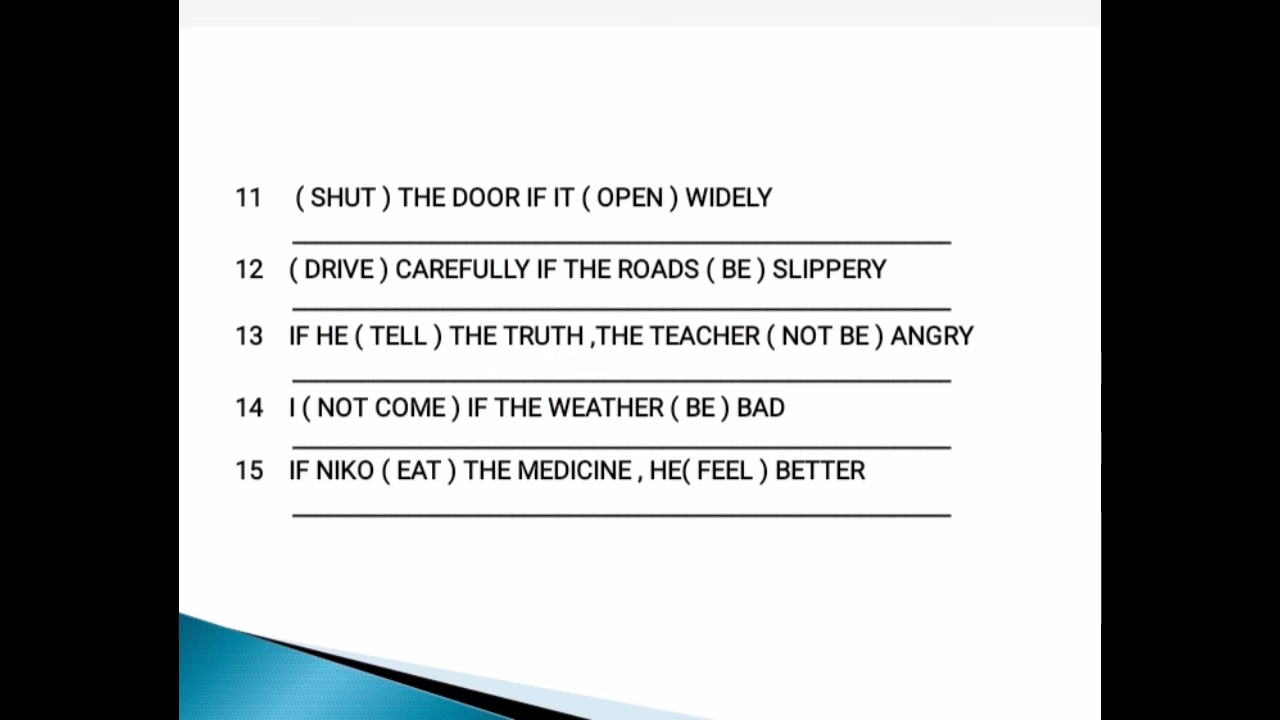 11 ( SHUT ) THE DOOR IF IT ( OPEN ) WIDELY
12 ( DRIVE ) CAREFULLY IF THE ROADS ( BE ) SLIPPERY
13 IF HE ( TELL ) THE TRUTH ,THE TEACHER ( NOT BE ) ANGRY
14 I ( NOT COME ) IF THE WEATHER ( BE ) BAD
15 IF NIKO ( EAT ) THE MEDICINE , HE( FEEL ) BETTER